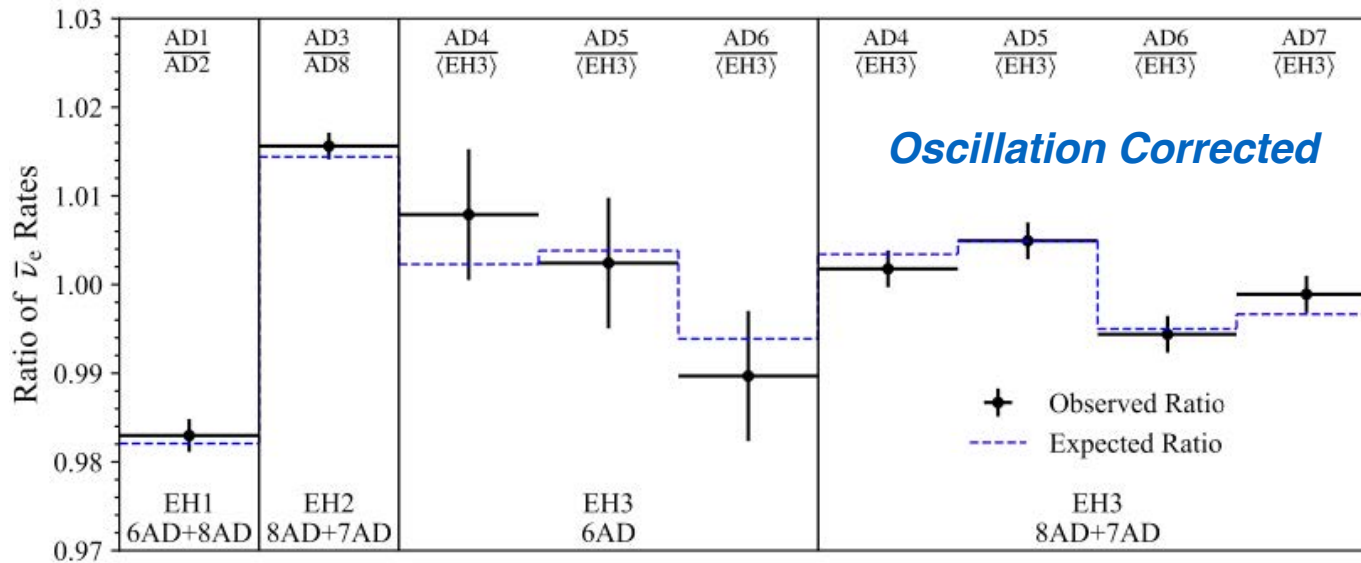 1.03
1.02
1.01
1.00
0.99
0.98
0.97
Ratio of ν̅e Rates
AD1
AD2
AD3
AD8
AD4
⟨EH3⟩
AD5
⟨EH3⟩
AD6
⟨EH3⟩
AD4
⟨EH3⟩
AD5
⟨EH3⟩
AD6
⟨EH3⟩
AD7
⟨EH3⟩
Oscillation Corrected
Observed Ratio
Expected Ratio
EH1
6AD+8AD
EH2
8AD+7AD
EH3
6AD
EH3
8AD+7AD